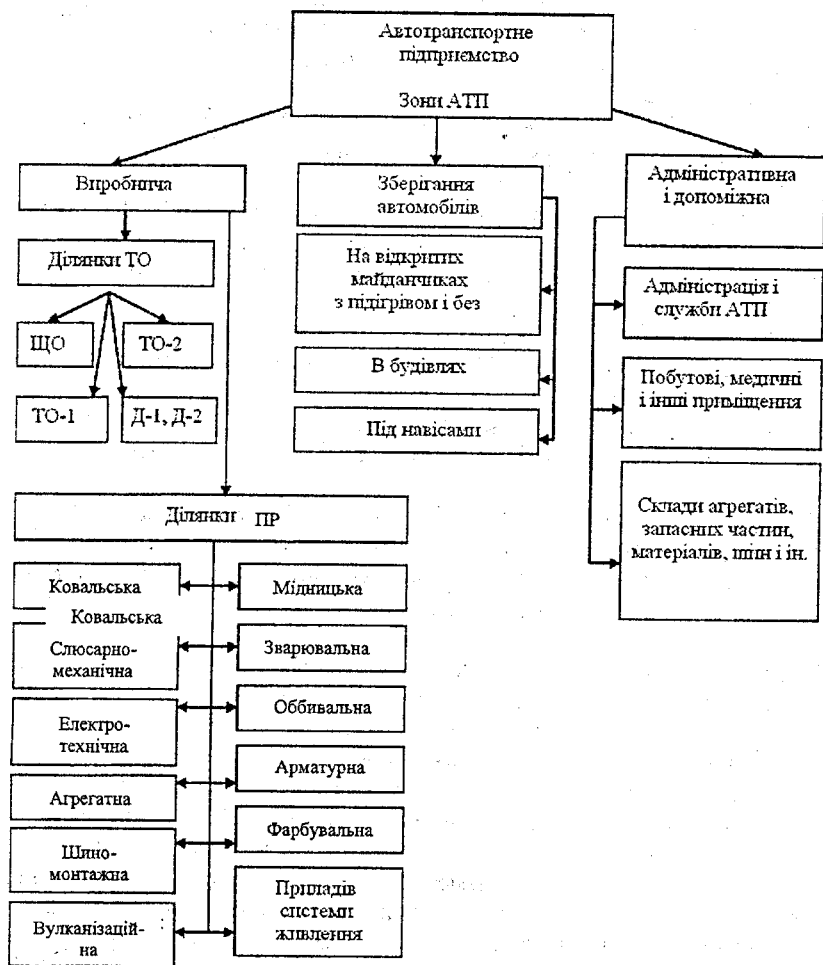 Автотранспортне
підприємство
Зони АТП
Виробнича
Зберігання
автомобілів
Адміністративна
і допоміжна
Ділянки ТО
На відкритих
майданчиках
з підігрівом і без
Адміністрація і
служби АТП
ЩО
ТО-2
В будівлях
Побутові, медичні
і інші приміщення
ТО-1
Д-1, Д-2
Під навісами
Склади агрегатів,
запасних частин,
матеріалів, шин і ін.
Ділянки ПР
Ковальська
Мідницька
Ковальська
Слюсарно-
механічна
Зварювальна
Електро-
технічна
Оббивальна
Агрегатна
Арматурна
Шино-
монтажна
Фарбувальна
Вулканізацій-
на
Приладів
системи
живлення